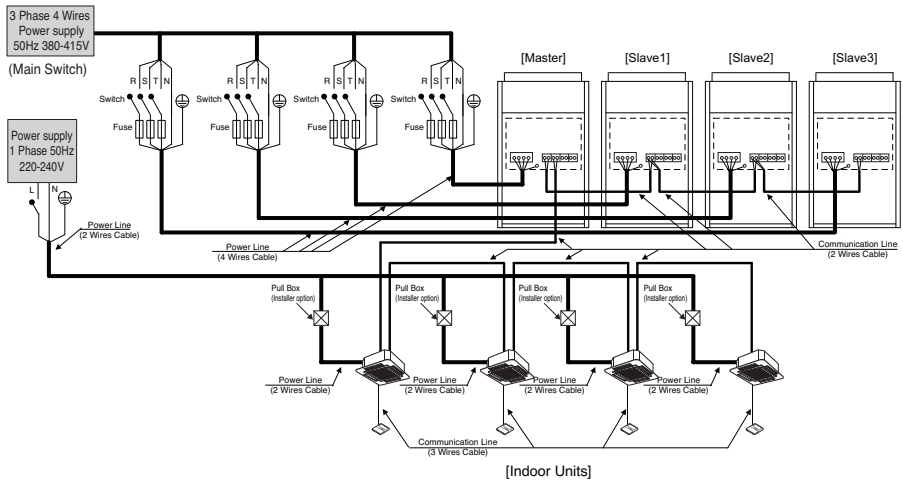 3 Phase 4 Wires
Power supply
50Hz 380-415V
(Main Switch)
R S T N
Switch
Fuse
R S T N
Switch
Fuse
R S T N
Switch
Fuse
R S T N
Switch
Fuse
[Master]
[Slave1]
[Slave2]
[Slave3]
Power supply
1 Phase 50Hz
220-240V
L N
Power Line
(2 Wires Cable)
Power Line
(4 Wires Cable)
Communication Line
(2 Wires Cable)
Pull Box
(Installer option)
Pull Box
(Installer option)
Pull Box
(Installer option)
Pull Box
(Installer option)
Power Line
(2 Wires Cable)
Power Line
(2 Wires Cable)
Power Line
(2 Wires Cable)
Power Line
(2 Wires Cable)
Communication Line
(3 Wires Cable)
[Indoor Units]